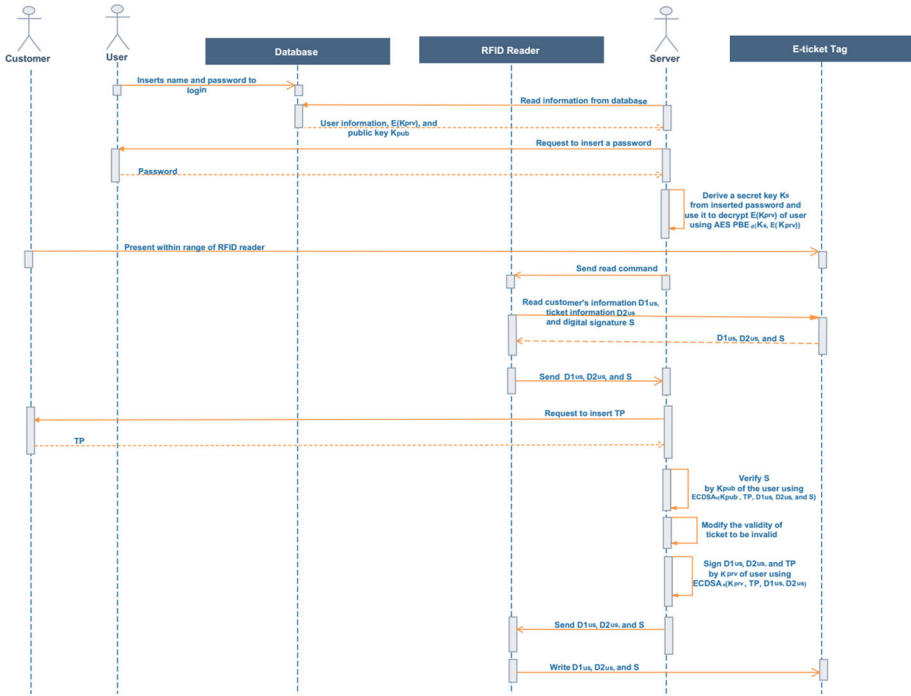 Customer
User
Database
RFID Reader
Server
E-ticket Tag
Inserts name and password to
login
Read information from database
User information, E(Kprv), and
public key Kpub
Request to insert a password
Password
Derive a secret key Ks
from inserted password and
use it to decrypt E(Kprv) of user
using AES PBE d(Ks, E(Kprv))
Present within range of RFID reader
Send read command
Read customer's information D1us,
ticket information D2us
and digital signature S
D1us, D2us, and S
Send D1us, D2us, and S
Request to insert TP
TP
Verify S
by Kpub of the user using
ECDSAv(Kpub , TP, D1us, D2us, and S)
Modify the validity of
ticket to be invalid
Sign D1us, D2us, and TP
by Kprv of user using
ECDSA s(Kprv , TP, D1us, D2us)
Send D1us, D2us, and S
Write D1us, D2us, and S